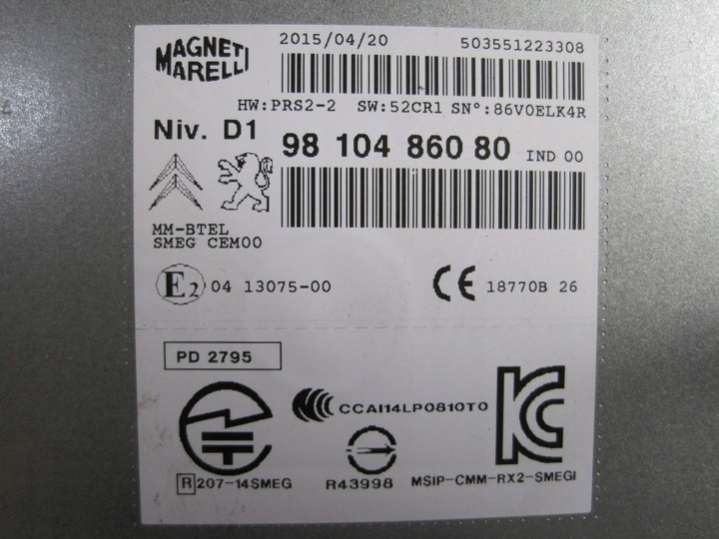 MAGNETI
MARELLI
2015/04/20 503551223308
HW:PRS2-2 SW:52CR1 SN°:86V0ELK4R
Niv. D1
98 104 860 80 IND 00
MM-BTEL
SMEG CEM00
E2 04 13075-00
CE 18770B 26
PD 2795
CCAI14LP0810T0
KC
R 207-14SMEG
R43998
MSIP-CMM-RX2-SMEGI